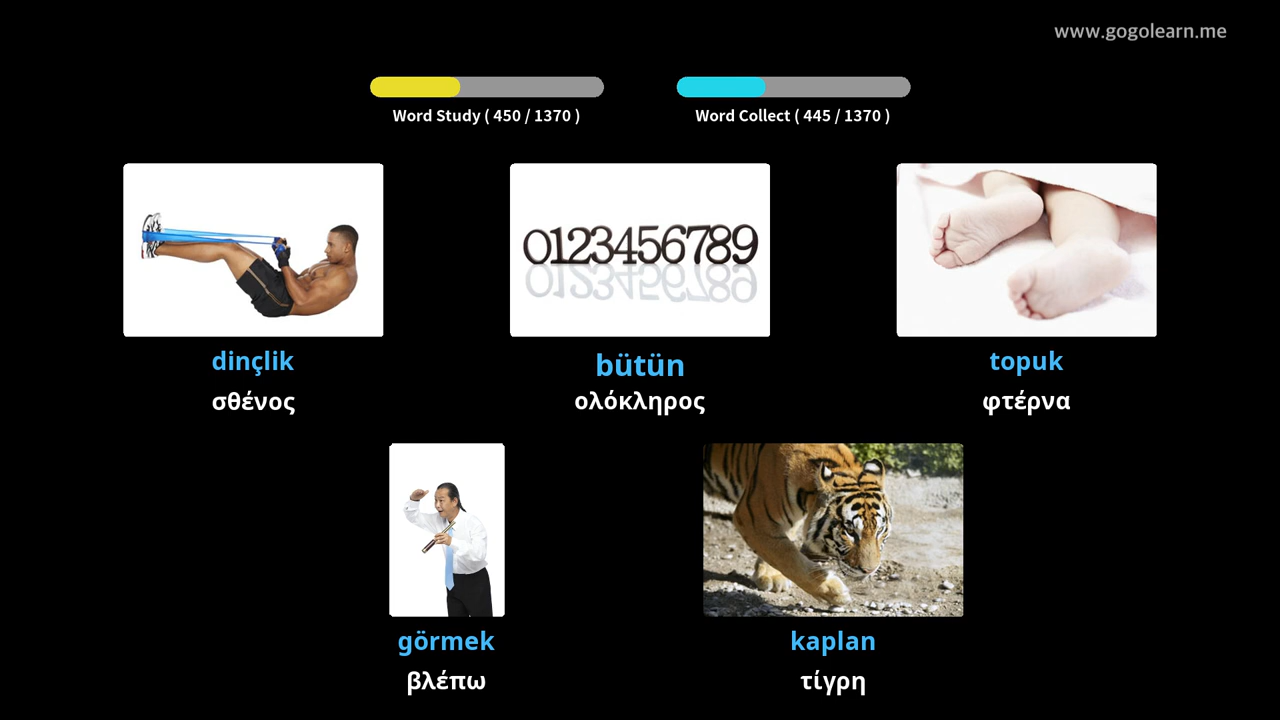 www.gogolearn.me
Word Study ( 450 / 1370 )
Word Collect ( 445 / 1370 )
0123456789
dinçlik
bütün
topuk
σθένος
ολόκληρος
φτέρνα
görmek
kaplan
βλέπω
τίγρη